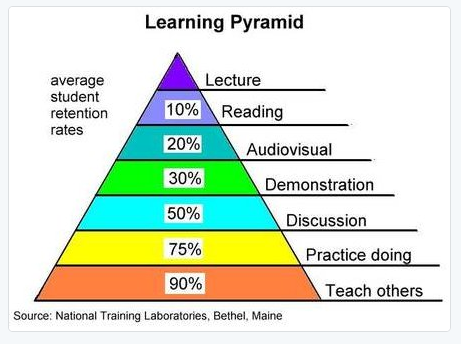 Learning Pyramid
average
student
retention
rates
Lecture
10% Reading
20% Audiovisual
30% Demonstration
50% Discussion
75% Practice doing
90% Teach others
Source: National Training Laboratories, Bethel, Maine